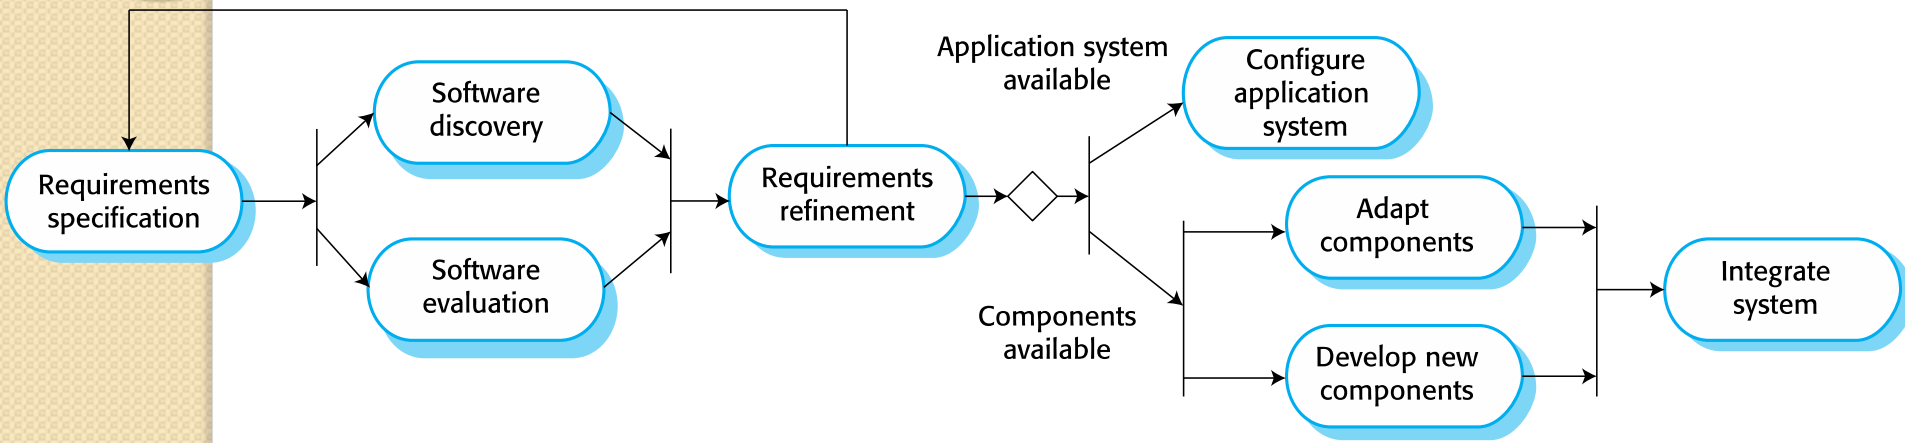 Requirements
specification
Software
discovery
Software
evaluation
Requirements
refinement
Application system
available
Configure
application
system
Components
available
Adapt
components
Develop new
components
Integrate
system